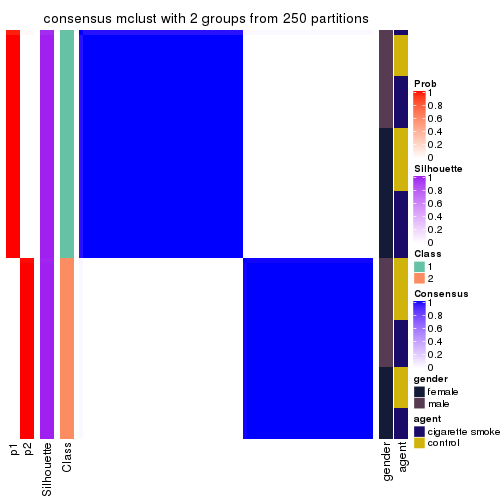 consensus mclust with 2 groups from 250 partitions
Prob
1
0.8
0.6
0.4
0.2
0
Silhouette
1
0.8
0.6
0.4
0.2
0
Class
1
2
Consensus
1
0.8
0.6
0.4
0.2
0
gender
female
male
agent
cigarette smoke
control
p1
p2
Silhouette
Class
gender
agent